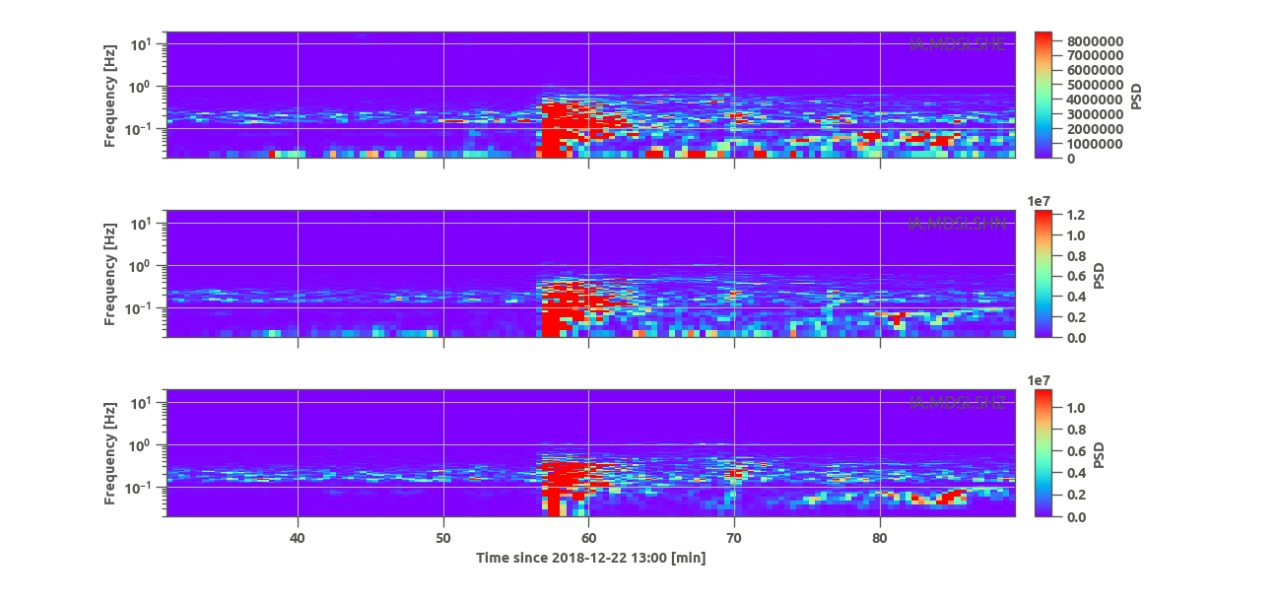 IA.MDSI.SHE
Frequency [Hz]
10¹
10⁰
10⁻¹
8000000
7000000
6000000
5000000
4000000
3000000
2000000
1000000
0
PSD
IA.MDSI.SHN
Frequency [Hz]
10¹
10⁰
10⁻¹
1e7
1.2
1.0
0.8
0.6
0.4
0.2
0.0
PSD
IA.MDSI.SHZ
Frequency [Hz]
10¹
10⁰
10⁻¹
1e7
1.0
0.8
0.6
0.4
0.2
0.0
PSD
40 50 60 70 80
Time since 2018-12-22 13:00 [min]